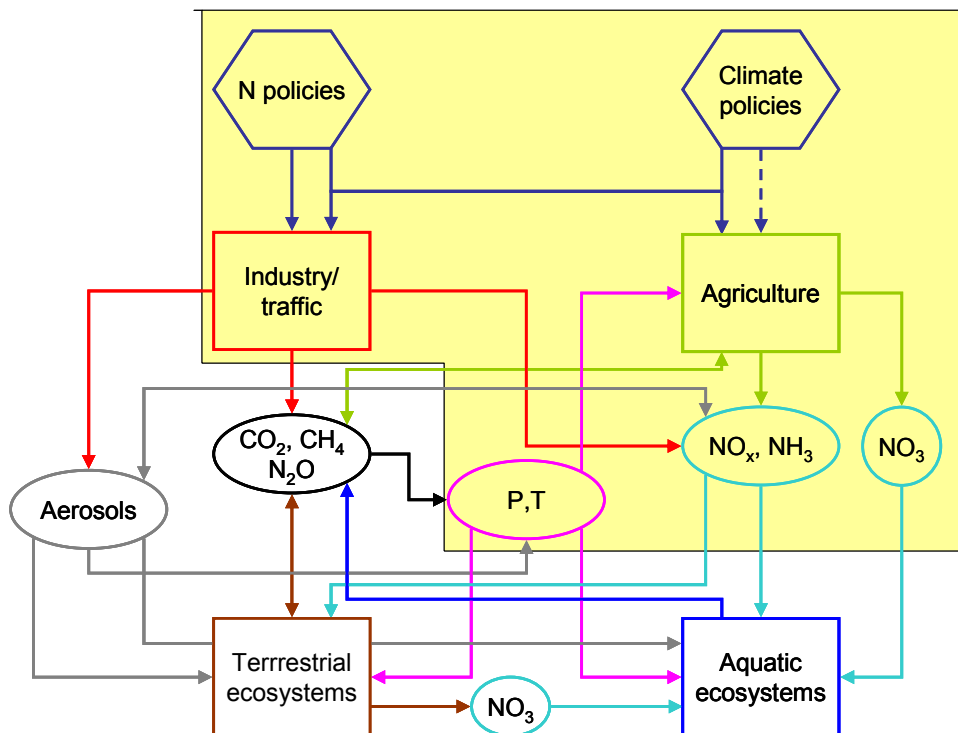 N policies
Climate
policies
Industry/
traffic
Agriculture
CO₂, CH₄
N₂O
NOₓ, NH₃
NO₃
Aerosols
P,T
Terrrestrial
ecosystems
NO₃
Aquatic
ecosystems